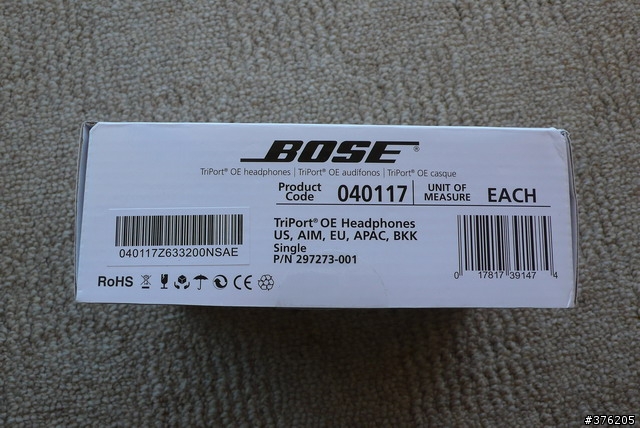 BOSE®
TriPort® OE headphones | TriPort® OE audífonos | TriPort® OE casque
Product Code 040117 UNIT OF MEASURE EACH
TriPort® OE Headphones
US, AIM, EU, APAC, BKK
Single
P/N 297273-001
040117Z633200NSAE
0 17817 39147 4
RoHS CE
#376205